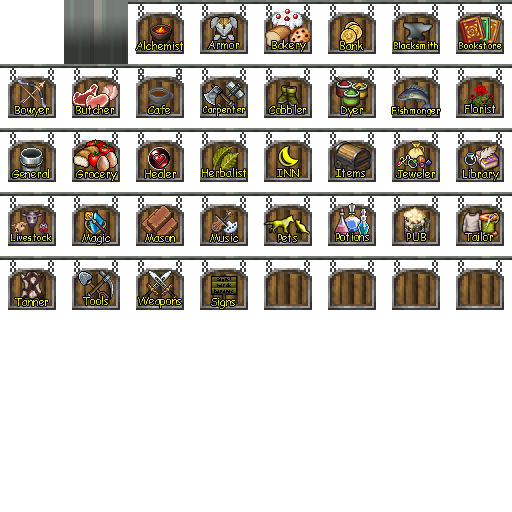 Alchemist Armor Bakery Bank Blacksmith Bookstore
Bowyer Butcher Cafe Carpenter Cobbler Dyer Fishmonger Florist
General Grocery Healer Herbalist INN Items Jeweler Library
Livestock Magic Mason Music Pets Potions PUB Tailor
Tanner Tools Weapons Signs